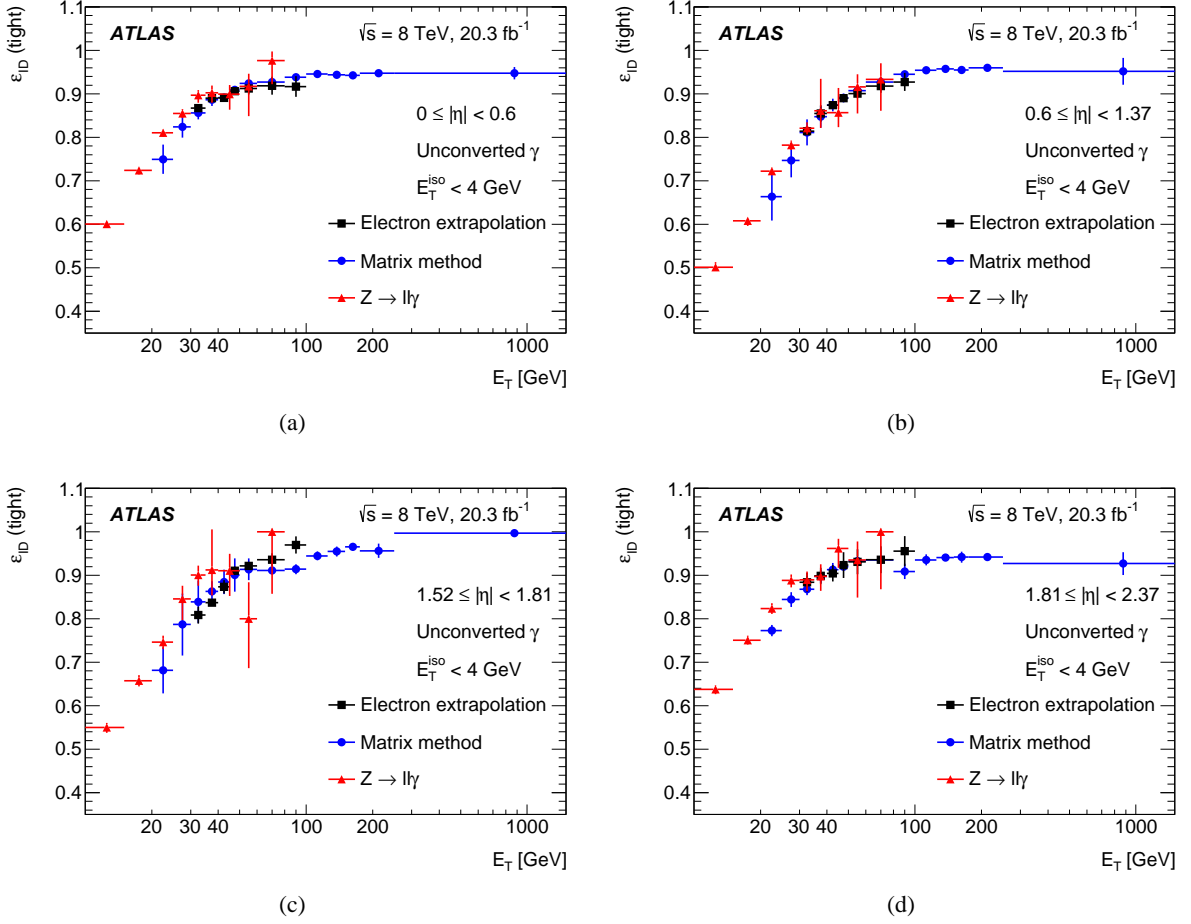 ATLAS
√s = 8 TeV, 20.3 fb⁻¹
ε_ID (tight)
1.1
1
0.9
0.8
0.7
0.6
0.5
0.4
0 ≤ |η| < 0.6
Unconverted γ
E_T^iso < 4 GeV
Electron extrapolation
Matrix method
Z → llγ
20 30 40 100 200 1000
E_T [GeV]
(a)
ATLAS
√s = 8 TeV, 20.3 fb⁻¹
ε_ID (tight)
1.1
1
0.9
0.8
0.7
0.6
0.5
0.4
0.6 ≤ |η| < 1.37
Unconverted γ
E_T^iso < 4 GeV
Electron extrapolation
Matrix method
Z → llγ
20 30 40 100 200 1000
E_T [GeV]
(b)
ATLAS
√s = 8 TeV, 20.3 fb⁻¹
ε_ID (tight)
1.1
1
0.9
0.8
0.7
0.6
0.5
0.4
1.52 ≤ |η| < 1.81
Unconverted γ
E_T^iso < 4 GeV
Electron extrapolation
Matrix method
Z → llγ
20 30 40 100 200 1000
E_T [GeV]
(c)
ATLAS
√s = 8 TeV, 20.3 fb⁻¹
ε_ID (tight)
1.1
1
0.9
0.8
0.7
0.6
0.5
0.4
1.81 ≤ |η| < 2.37
Unconverted γ
E_T^iso < 4 GeV
Electron extrapolation
Matrix method
Z → llγ
20 30 40 100 200 1000
E_T [GeV]
(d)